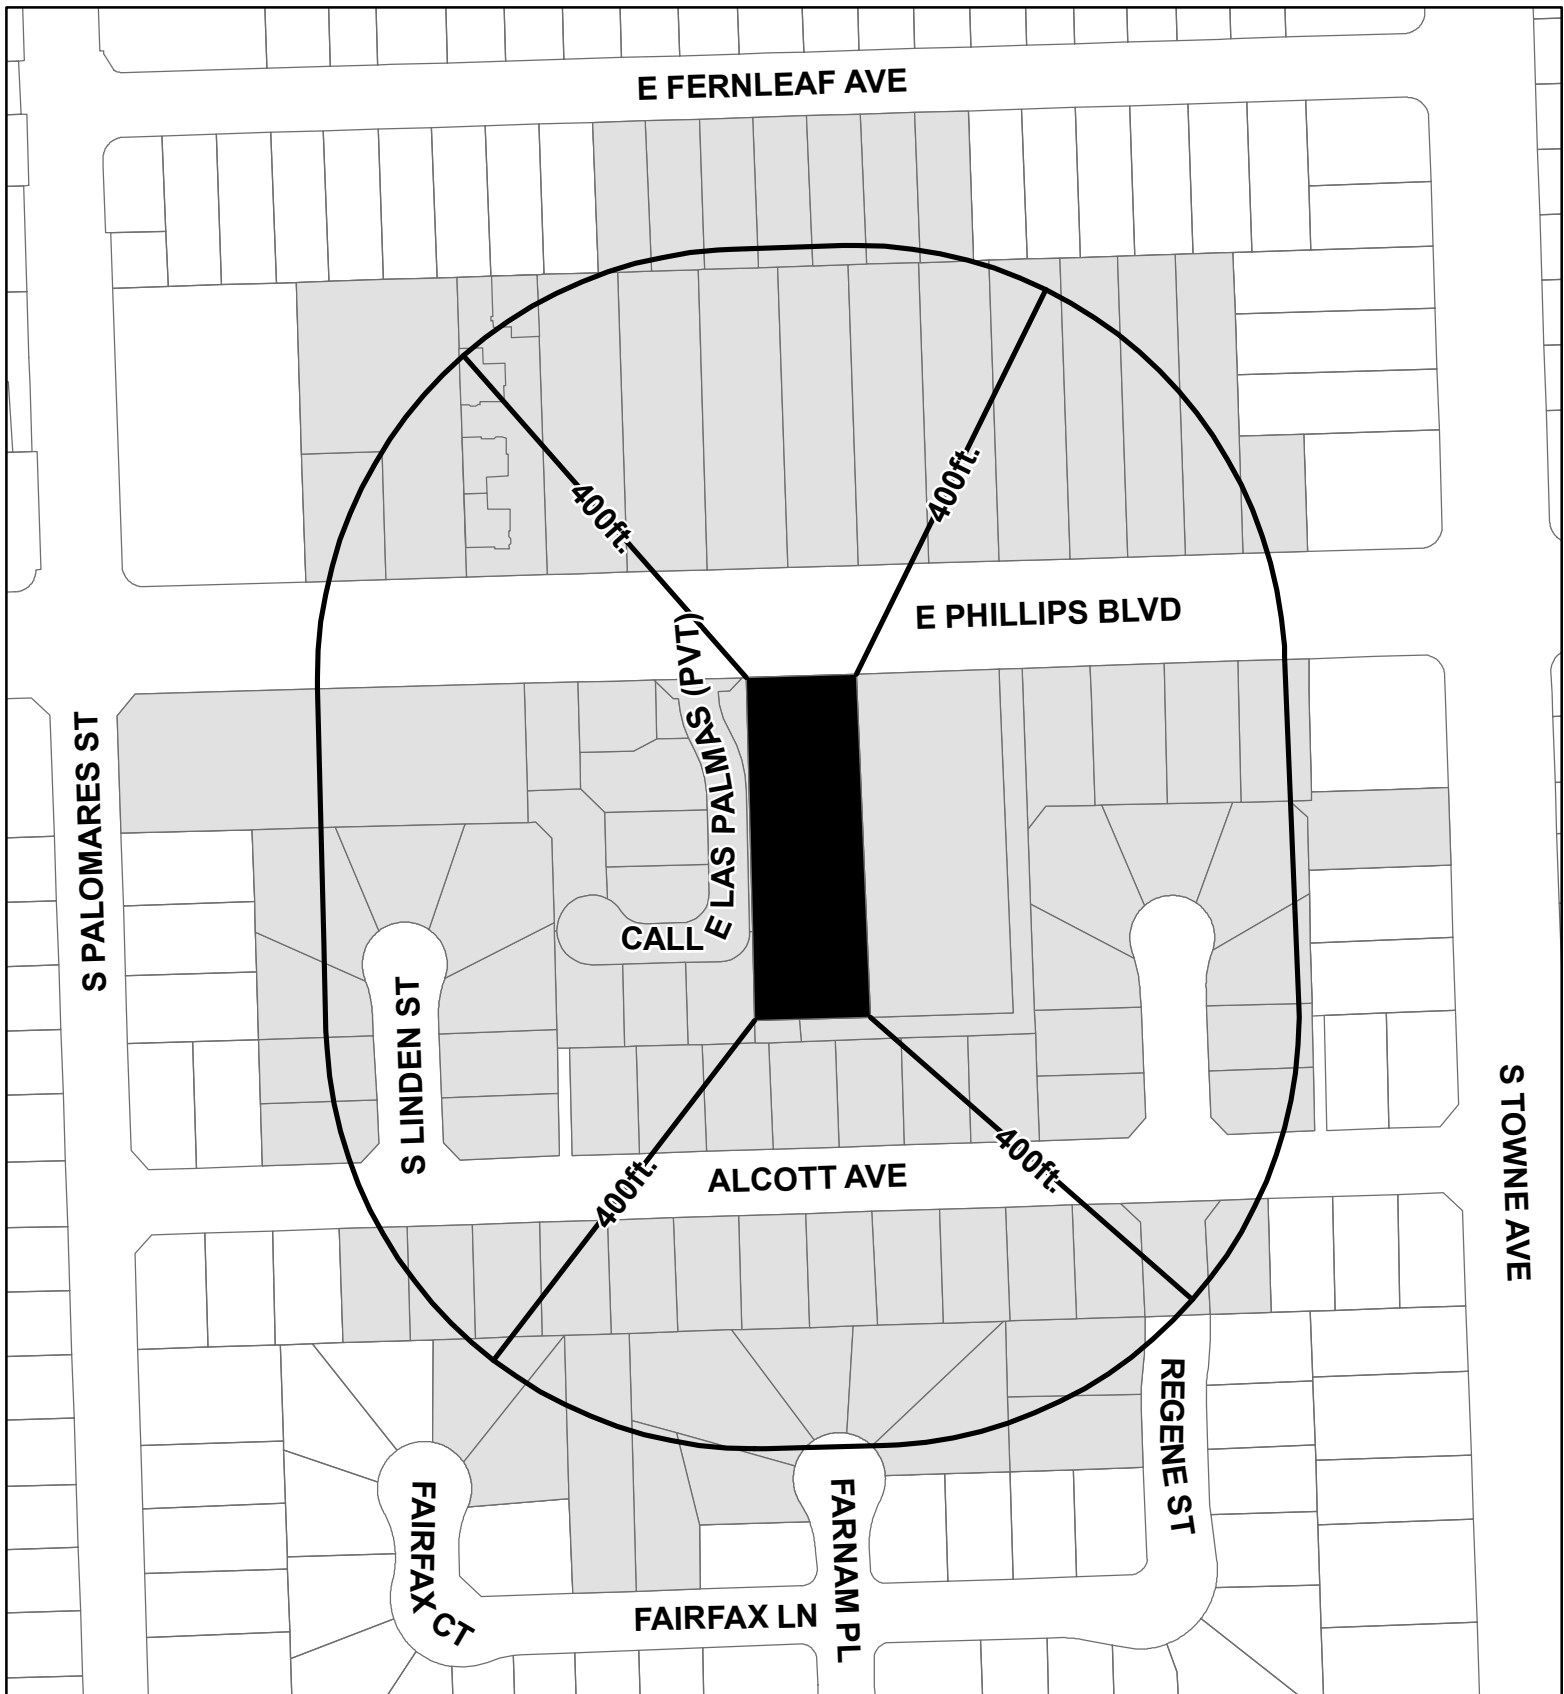 E FERNLEAF AVE
400ft.
400ft.
E PHILLIPS BLVD
CALL E LAS PALMAS (PVT)
S PALOMARES ST
S LINDEN ST
ALCOTT AVE
400ft.
400ft.
S TOWNE AVE
REGENE ST
FAIRFAX CT
FARNAM PL
FAIRFAX LN